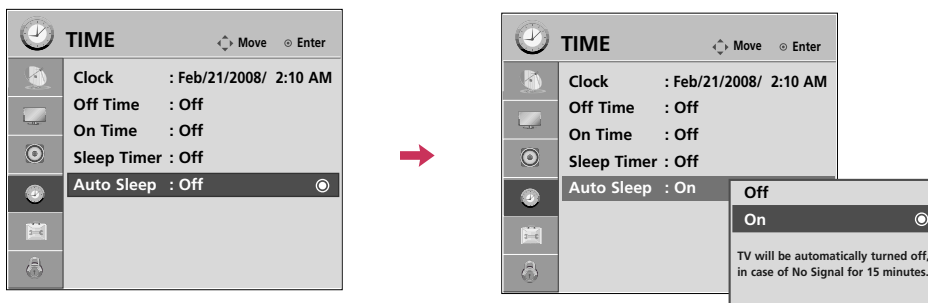 TIME
Move Enter
Clock : Feb/21/2008/ 2:10 AM
Off Time : Off
On Time : Off
Sleep Timer : Off
Auto Sleep : Off
TIME
Move Enter
Clock : Feb/21/2008/ 2:10 AM
Off Time : Off
On Time : Off
Sleep Timer : Off
Auto Sleep : On
Off
On
TV will be automatically turned off,
in case of No Signal for 15 minutes.